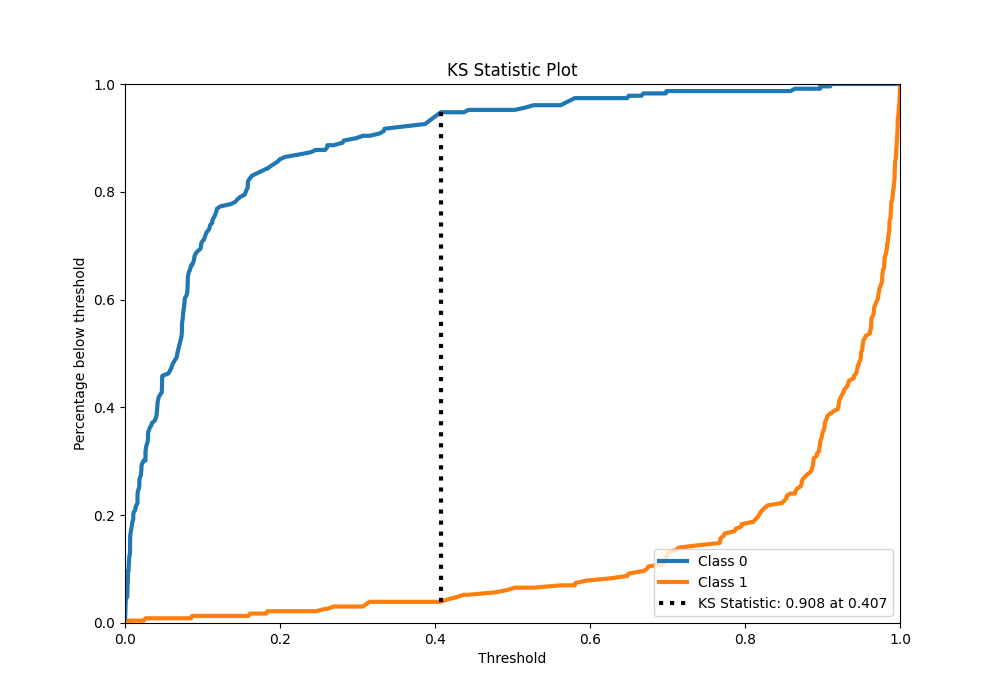 KS Statistic Plot
1.0
0.8
0.6
0.4
0.2
0.0
Percentage below threshold
Class 0
Class 1
KS Statistic: 0.908 at 0.407
0.0 0.2 0.4 0.6 0.8 1.0
Threshold